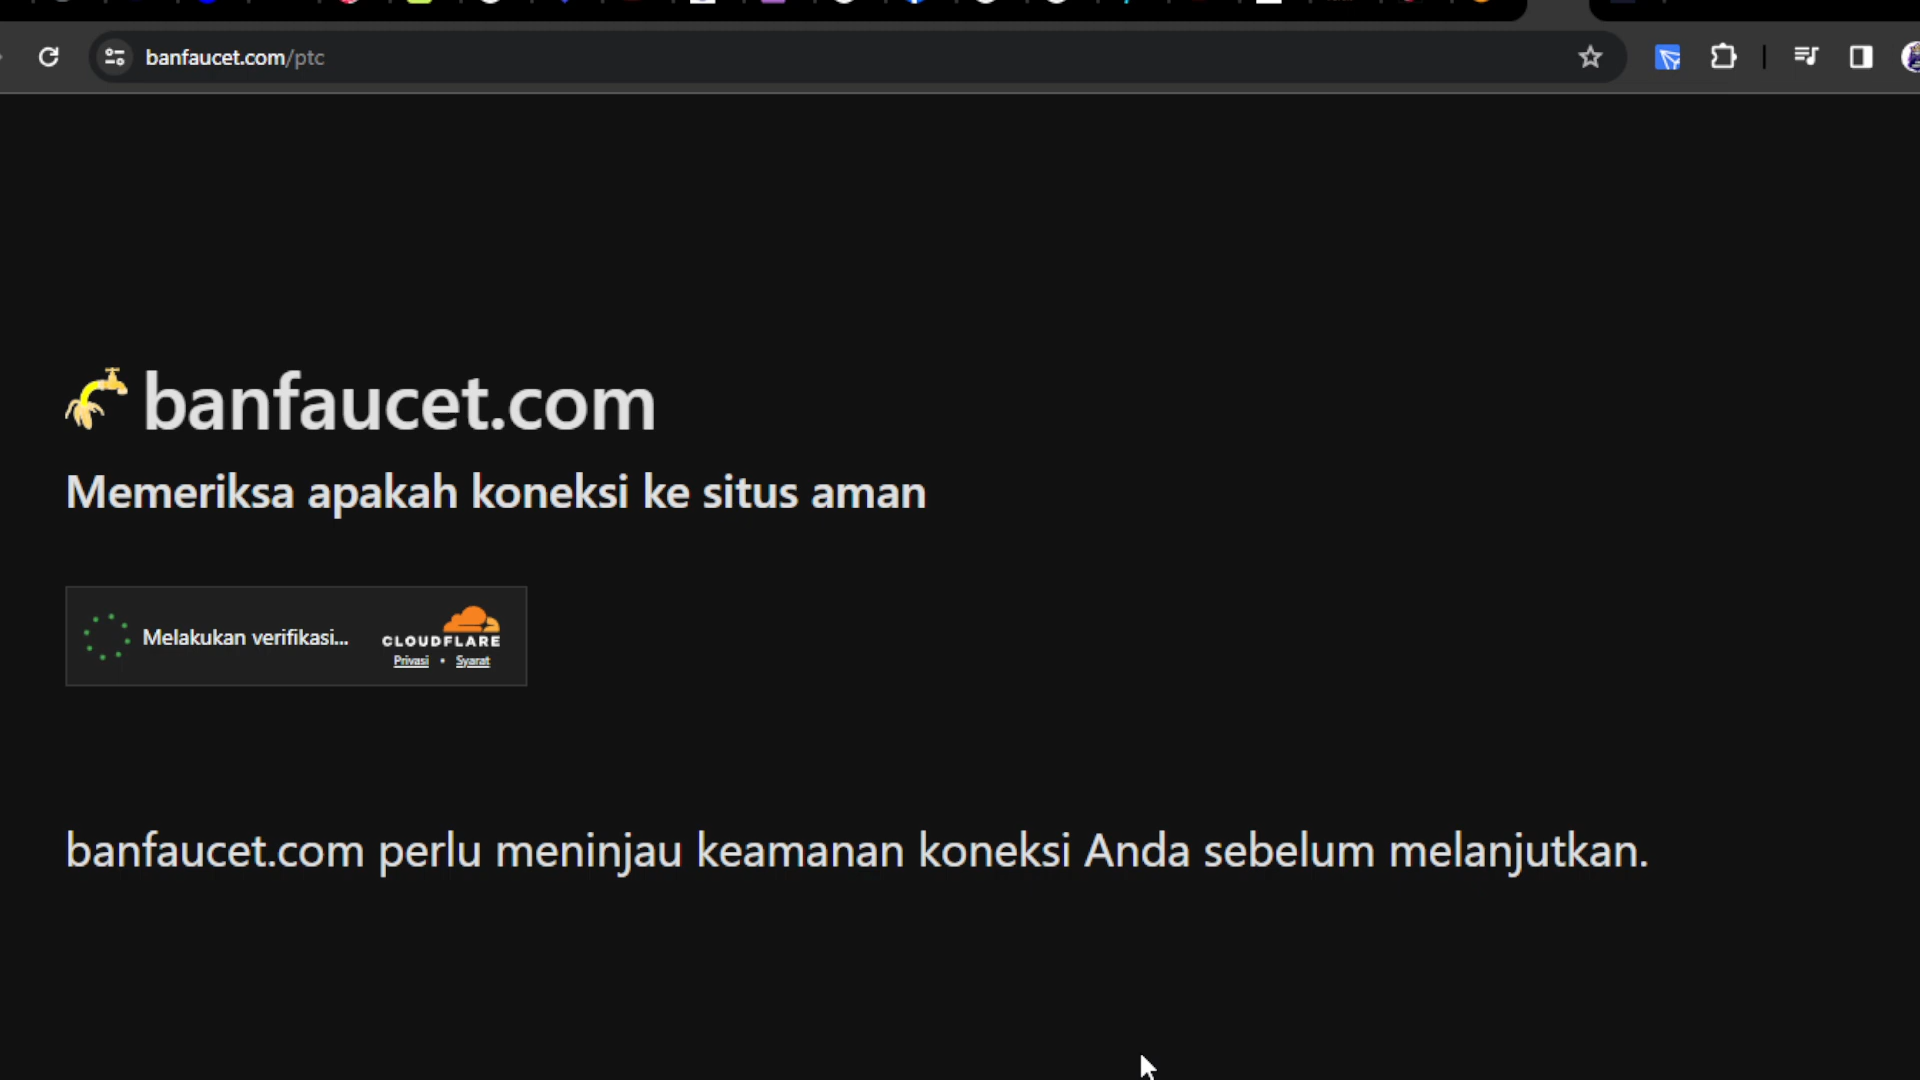 banfaucet.com/ptc
banfaucet.com
Memeriksa apakah koneksi ke situs aman
Melakukan verifikasi...
CLOUDFLARE
Privasi • Syarat
banfaucet.com perlu meninjau keamanan koneksi Anda sebelum melanjutkan.